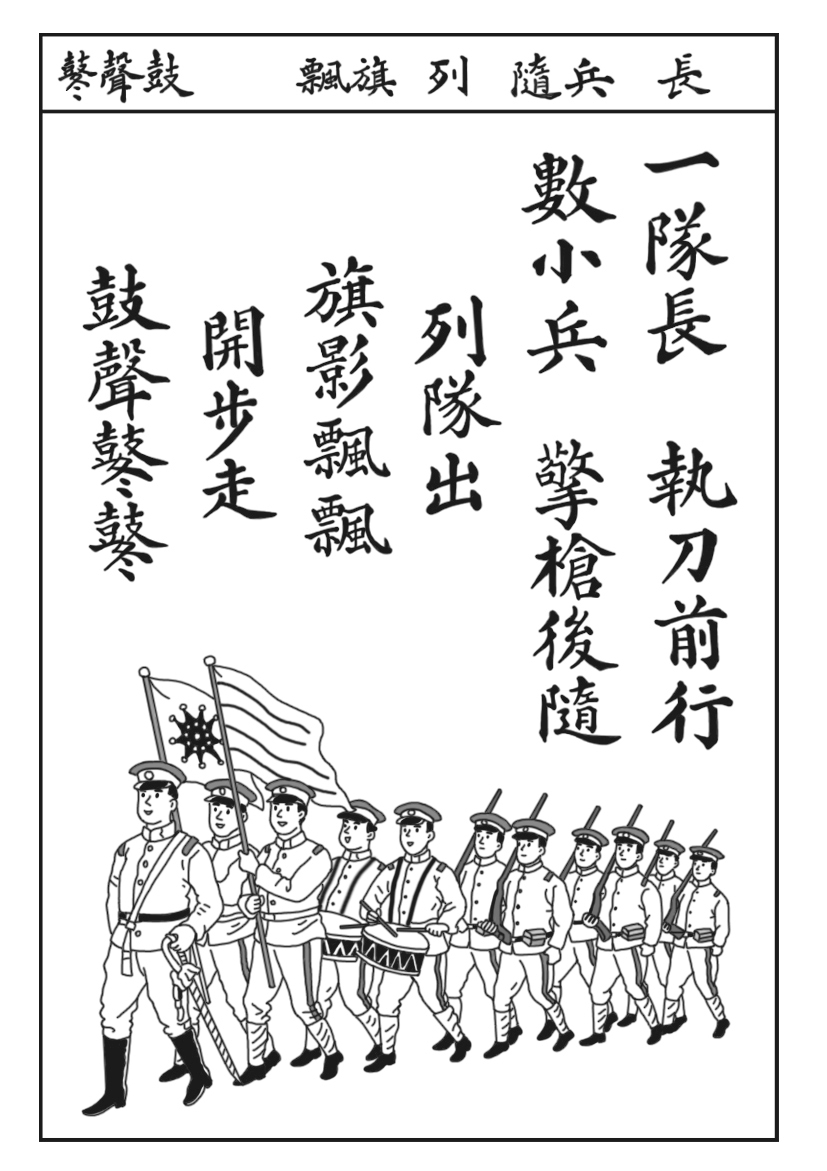 長 隨兵 列 飄旗 鼓聲鼕
一隊長 執刀前行
數小兵 擎槍後隨
列隊出
旗影飄飄
開步走
鼓聲鼕鼕